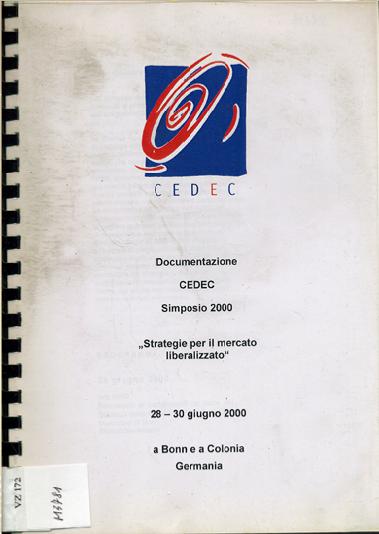 CEDEC
Documentazione
CEDEC
Simposio 2000
„Strategie per il mercato
liberalizzato“
28 – 30 giugno 2000
a Bonn e a Colonia
Germania
VZ 172